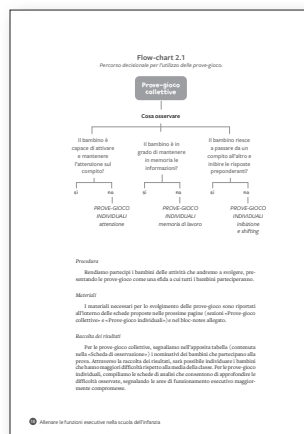 Flow-chart 2.1
Percorso decisionale per l'utilizzo delle prove-gioco.
Prove-gioco
collettive
Cosa osservare
Il bambino è
capace di attivare
e mantenere
l'attenzione sul
compito?
sì no
PROVE-GIOCO
INDIVIDUALI
attenzione
Il bambino è in
grado di mantenere
in memoria le
informazioni?
sì no
PROVE-GIOCO
INDIVIDUALI
memoria di lavoro
Il bambino riesce
a passare da un
compito all'altro e
inibire le risposte
preponderanti?
sì no
PROVE-GIOCO
INDIVIDUALI
inibizione
e shifting
Procedura
Rendiamo partecipi i bambini delle attività che andremo a svolgere, pre-
sentando le prove-gioco come una sfida a cui tutti i bambini parteciperanno.
Materiali
I materiali necessari per lo svolgimento delle prove-gioco sono riportati
all'interno delle schede proposte nelle prossime pagine (sezioni «Prove-gioco
collettive» e «Prove-gioco individuali») e nel bloc-notes allegato.
Raccolta dei risultati
Per le prove-gioco collettive, segnaliamo nell'apposita tabella (contenuta
nella «Scheda di osservazione») i nominativi dei bambini che partecipano alla
prova. Attraverso la raccolta dei risultati, sarà possibile individuare i bambini
che hanno maggiori difficoltà rispetto alla media della classe. Per le prove-gioco
individuali, compiliamo le schede di analisi che consentono di approfondire le
difficoltà osservate, segnalando le aree di funzionamento esecutivo maggior-
mente compromesse.
Allenare le funzioni esecutive nella scuola dell'infanzia